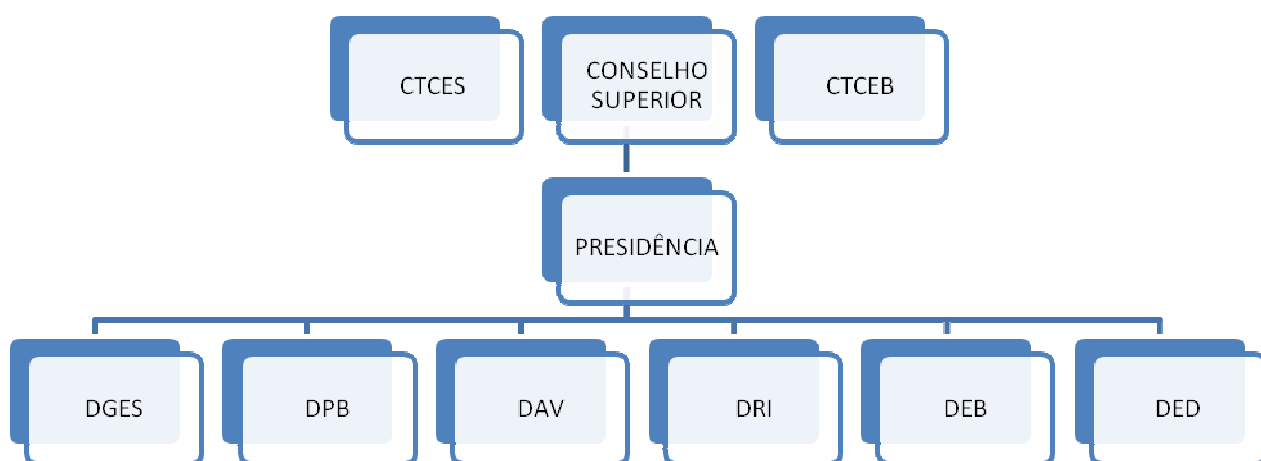 CTCES
CONSELHO
SUPERIOR
CTCEB
PRESIDÊNCIA
DGES
DPB
DAV
DRI
DEB
DED